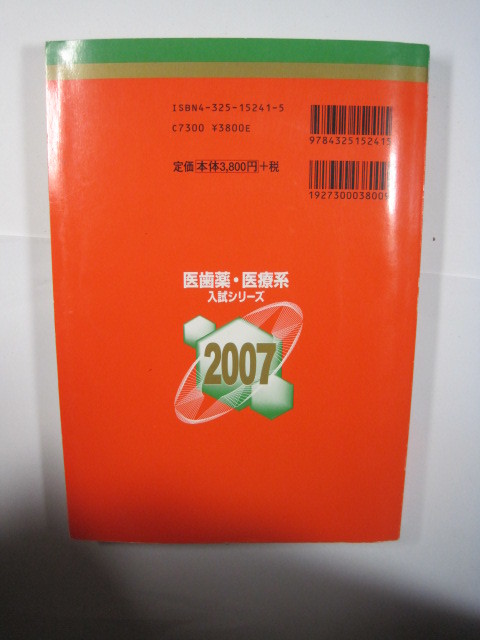 ISBN4-325-15241-5
C7300 ¥3800E
定価 本体3,800円+税
9784325152415
1927300038009
医歯薬・医療系
入試シリーズ
2007